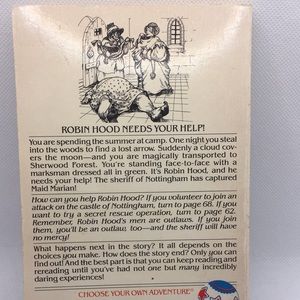 ROBIN HOOD NEEDS YOUR HELP!
You are spending the summer at camp. One night you steal
into the woods to find a lost arrow. Suddenly a cloud cov-
ers the moon—and you are magically transported to
Sherwood Forest. You're standing face-to-face with a
marksman dressed all in green. It's Robin Hood, and he
needs your help! The sheriff of Nottingham has captured
Maid Marian!
How can you help Robin Hood? If you volunteer to join an
attack on the castle of Nottingham, turn to page 68. If you
want to try a secret rescue operation, turn to page 62.
Remember, Robin Hood's men are outlaws. If you join
them, you'll be an outlaw, too—and the sheriff will have
no mercy!
What happens next in the story? It all depends on the
choices you make. How does the story end? Only you can
find out! And the best part is that you can keep reading and
rereading until you've had not one but many incredibly
daring experiences!
CHOOSE YOUR OWN ADVENTURE®